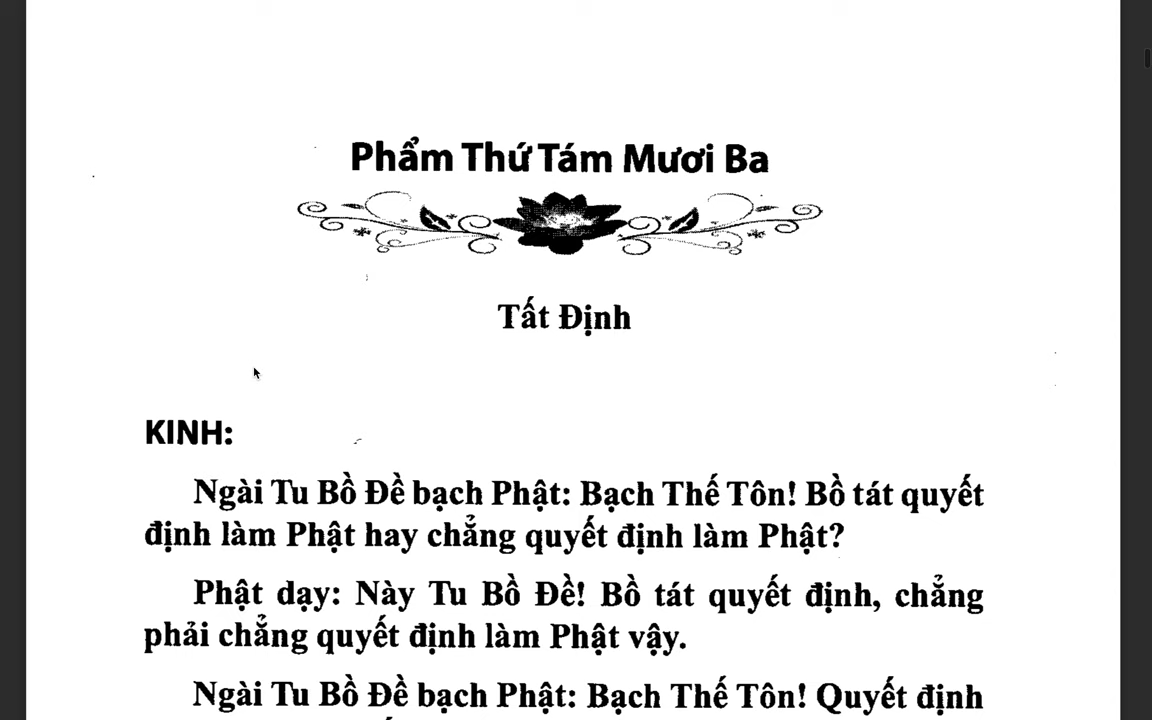 Phẩm Thứ Tám Mươi Ba
Tất Định
KINH:
Ngài Tu Bồ Đề bạch Phật: Bạch Thế Tôn! Bồ tát quyết
định làm Phật hay chẳng quyết định làm Phật?
Phật dạy: Này Tu Bồ Đề! Bồ tát quyết định, chẳng
phải chẳng quyết định làm Phật vậy.
Ngài Tu Bồ Đề bạch Phật: Bạch Thế Tôn! Quyết định